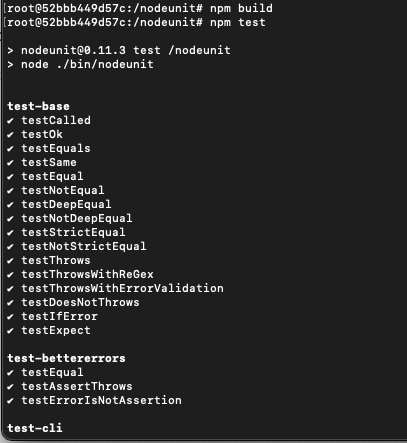 [root@52bbb449d57c:/nodeunit# npm build
[root@52bbb449d57c:/nodeunit# npm test
> nodeunit@0.11.3 test /nodeunit
> node ./bin/nodeunit
test-base
✔ testCalled
✔ testOk
✔ testEquals
✔ testSame
✔ testEqual
✔ testNotEqual
✔ testDeepEqual
✔ testNotDeepEqual
✔ testStrictEqual
✔ testNotStrictEqual
✔ testThrows
✔ testThrowsWithReGex
✔ testThrowsWithErrorValidation
✔ testDoesNotThrows
✔ testIfError
✔ testExpect
test-bettererrors
✔ testEqual
✔ testAssertThrows
✔ testErrorIsNotAssertion
test-cli